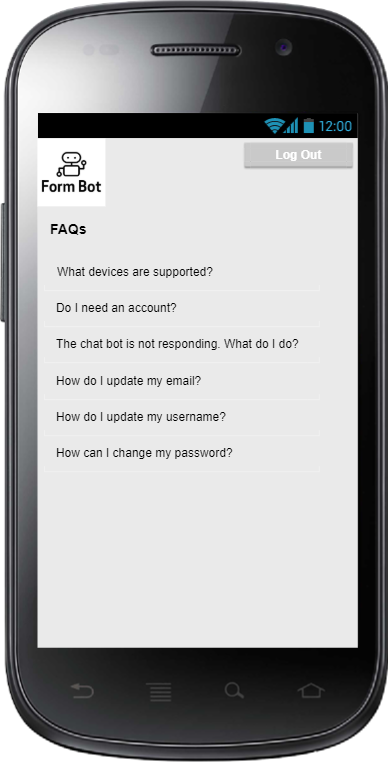 12:00
Log Out
Form Bot
FAQs
What devices are supported?
Do I need an account?
The chat bot is not responding. What do I do?
How do I update my email?
How do I update my username?
How can I change my password?